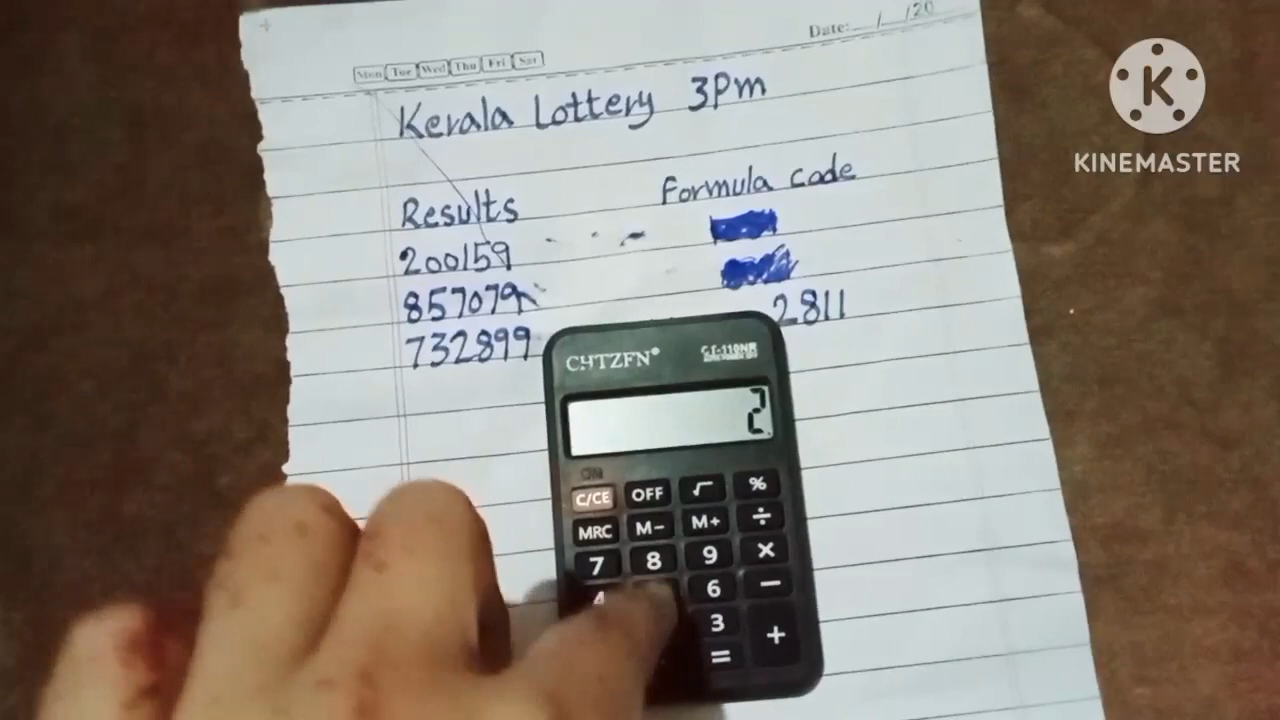 Date: / /20
Mon Tue Wed Thu Fri Sat
Kerala Lottery 3Pm
Results Formula code
200159
857079
732899 2811
K
KINEMASTER
CHTZFN
2.
C/CE OFF √ %
MRC M- M+ ÷
7 8 9 ×
4 6 −
3 +
=